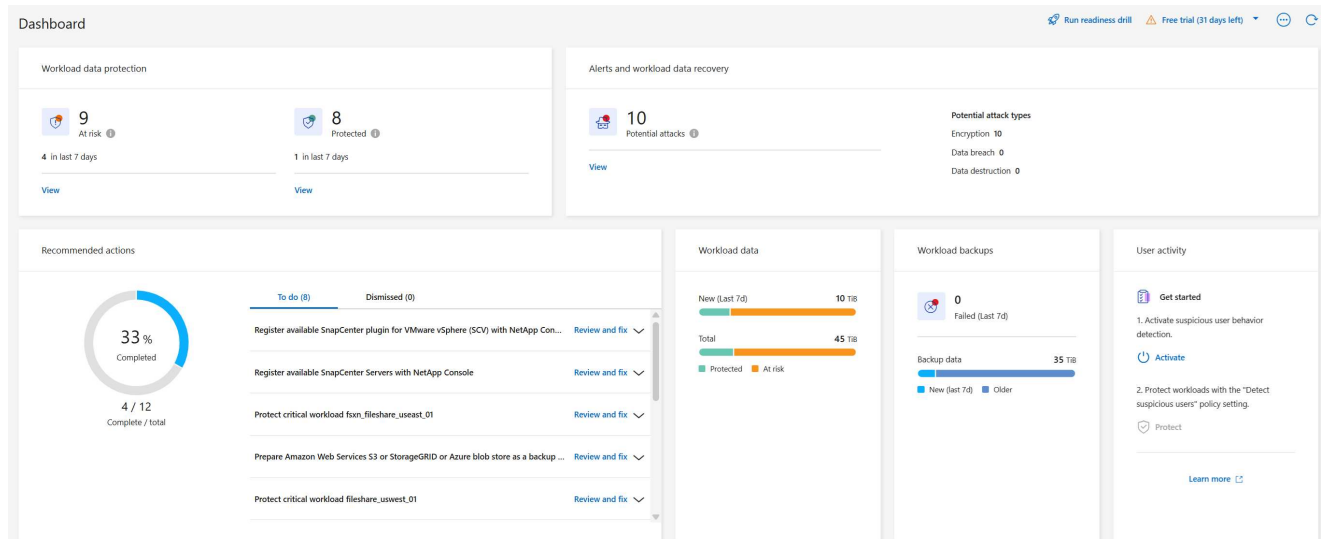 Dashboard
Run readiness drill
Free trial (31 days left)
Workload data protection
9
At risk
4 in last 7 days
View
8
Protected
1 in last 7 days
View
Alerts and workload data recovery
10
Potential attacks
View
Potential attack types
Encryption 10
Data breach 0
Data destruction 0
Recommended actions
33 %
Completed
4 / 12
Complete / total
To do (8)
Dismissed (0)
Register available SnapCenter plugin for VMware vSphere (SCV) with NetApp Con... Review and fix
Register available SnapCenter Servers with NetApp Console Review and fix
Protect critical workload fsxn_fileshare_useast_01 Review and fix
Prepare Amazon Web Services S3 or StorageGRID or Azure blob store as a backup ... Review and fix
Protect critical workload fileshare_uswest_01 Review and fix
Workload data
New (Last 7d) 10 TiB
Total 45 TiB
Protected At risk
Workload backups
0
Failed (Last 7d)
Backup data 35 TiB
New (last 7d) Older
User activity
Get started
1. Activate suspicious user behavior
detection.
Activate
2. Protect workloads with the "Detect
suspicious users" policy setting.
Protect
Learn more